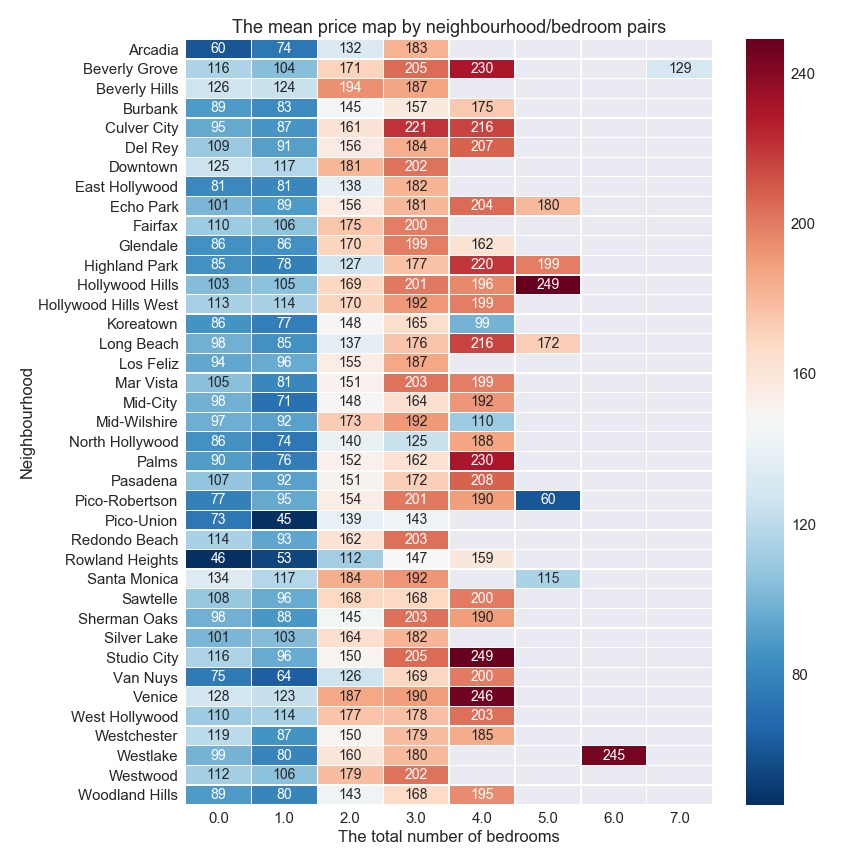 The mean price map by neighbourhood/bedroom pairs
Arcadia 60 74 132 183
Beverly Grove 116 104 171 205 230 129
Beverly Hills 126 124 194 187
Burbank 89 83 145 157 175
Culver City 95 87 161 221 216
Del Rey 109 91 156 184 207
Downtown 125 117 181 202
East Hollywood 81 81 138 182
Echo Park 101 89 156 181 204 180
Fairfax 110 106 175 200
Glendale 86 86 170 199 162
Highland Park 85 78 127 177 220 199
Hollywood Hills 103 105 169 201 196 249
Hollywood Hills West 113 114 170 192 199
Koreatown 86 77 148 165 99
Long Beach 98 85 137 176 216 172
Los Feliz 94 96 155 187
Mar Vista 105 81 151 203 199
Mid-City 98 71 148 164 192
Mid-Wilshire 97 92 173 192 110
North Hollywood 86 74 140 125 188
Palms 90 76 152 162 230
Pasadena 107 92 151 172 208
Pico-Robertson 77 95 154 201 190 60
Pico-Union 73 45 139 143
Redondo Beach 114 93 162 203
Rowland Heights 46 53 112 147 159
Santa Monica 134 117 184 192 115
Sawtelle 108 96 168 168 200
Sherman Oaks 98 88 145 203 190
Silver Lake 101 103 164 182
Studio City 116 96 150 205 249
Van Nuys 75 64 126 169 200
Venice 128 123 187 190 246
West Hollywood 110 114 177 178 203
Westchester 119 87 150 179 185
Westlake 99 80 160 180 245
Westwood 112 106 179 202
Woodland Hills 89 80 143 168 195
0.0 1.0 2.0 3.0 4.0 5.0 6.0 7.0
The total number of bedrooms
Neighbourhood
240
200
160
120
80